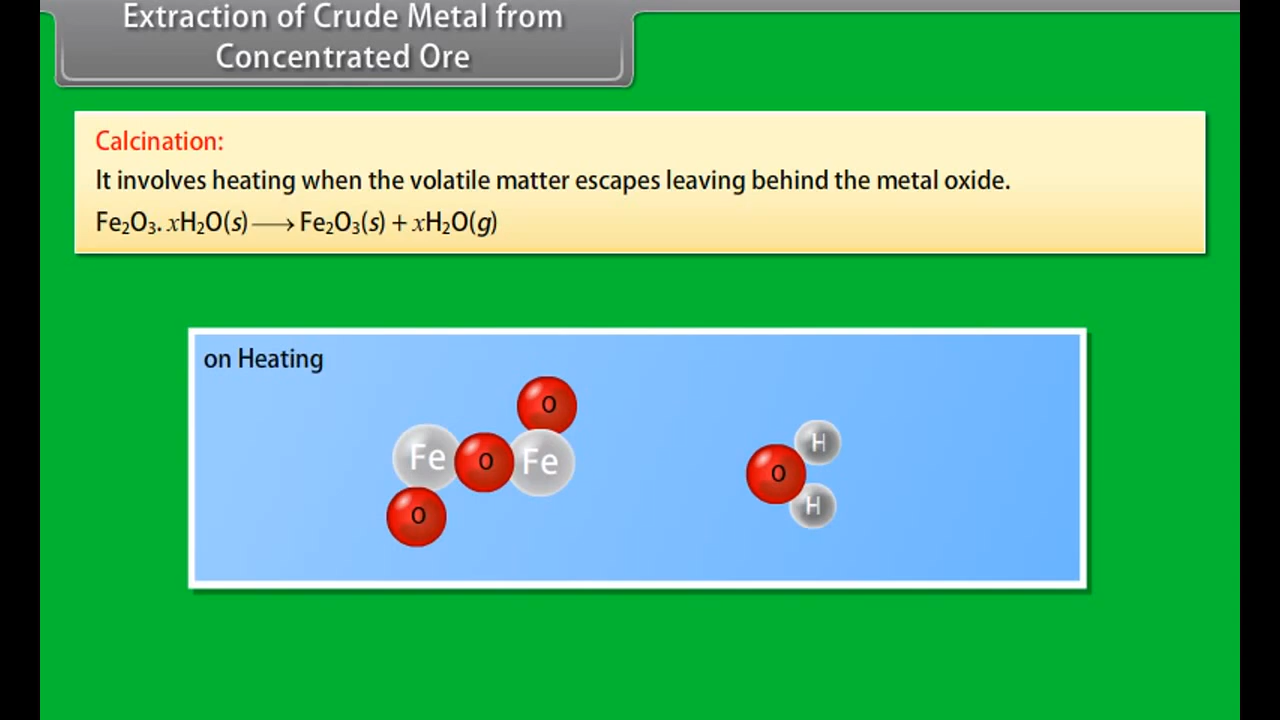 Extraction of Crude Metal from
Concentrated Ore
Calcination:
It involves heating when the volatile matter escapes leaving behind the metal oxide.
Fe₂O₃. xH₂O(s) ⟶ Fe₂O₃(s) + xH₂O(g)
on Heating
O
Fe O Fe
O
H
O
H